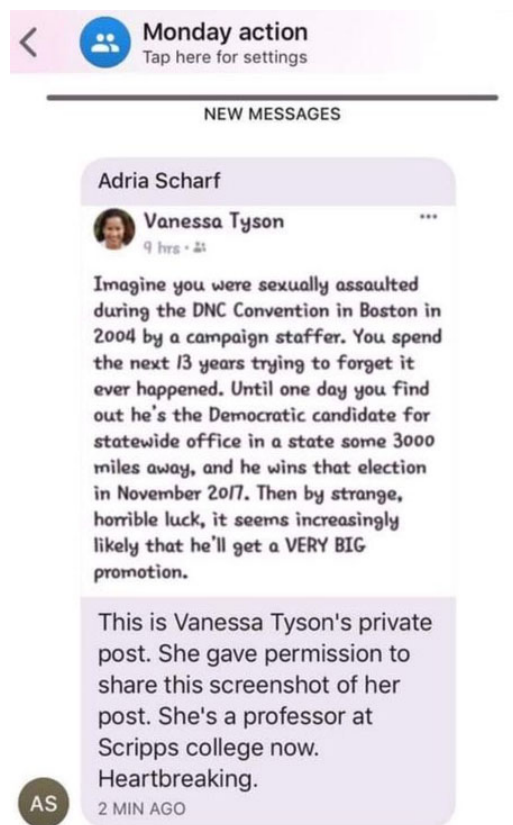 Monday action
Tap here for settings
NEW MESSAGES
Adria Scharf
Vanessa Tyson
9 hrs
Imagine you were sexually assaulted
during the DNC Convention in Boston in
2004 by a campaign staffer. You spend
the next 13 years trying to forget it
ever happened. Until one day you find
out he's the Democratic candidate for
statewide office in a state some 3000
miles away, and he wins that election
in November 2017. Then by strange,
horrible luck, it seems increasingly
likely that he'll get a VERY BIG
promotion.
This is Vanessa Tyson's private
post. She gave permission to
share this screenshot of her
post. She's a professor at
Scripps college now.
Heartbreaking.
AS
2 MIN AGO